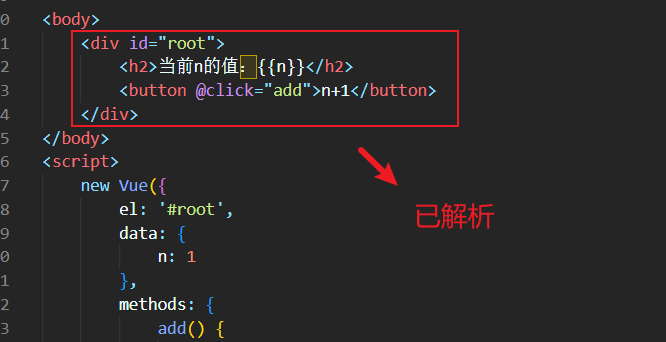 0 <body>
1 <div id="root">
2 <h2>当前n的值：{{n}}</h2>
3 <button @click="add">n+1</button>
4 </div>
5 </body>
6 <script>
7 new Vue({
8 el: '#root',
9 data: {
0 n: 1
1 },
2 methods: {
3 add() {
已解析